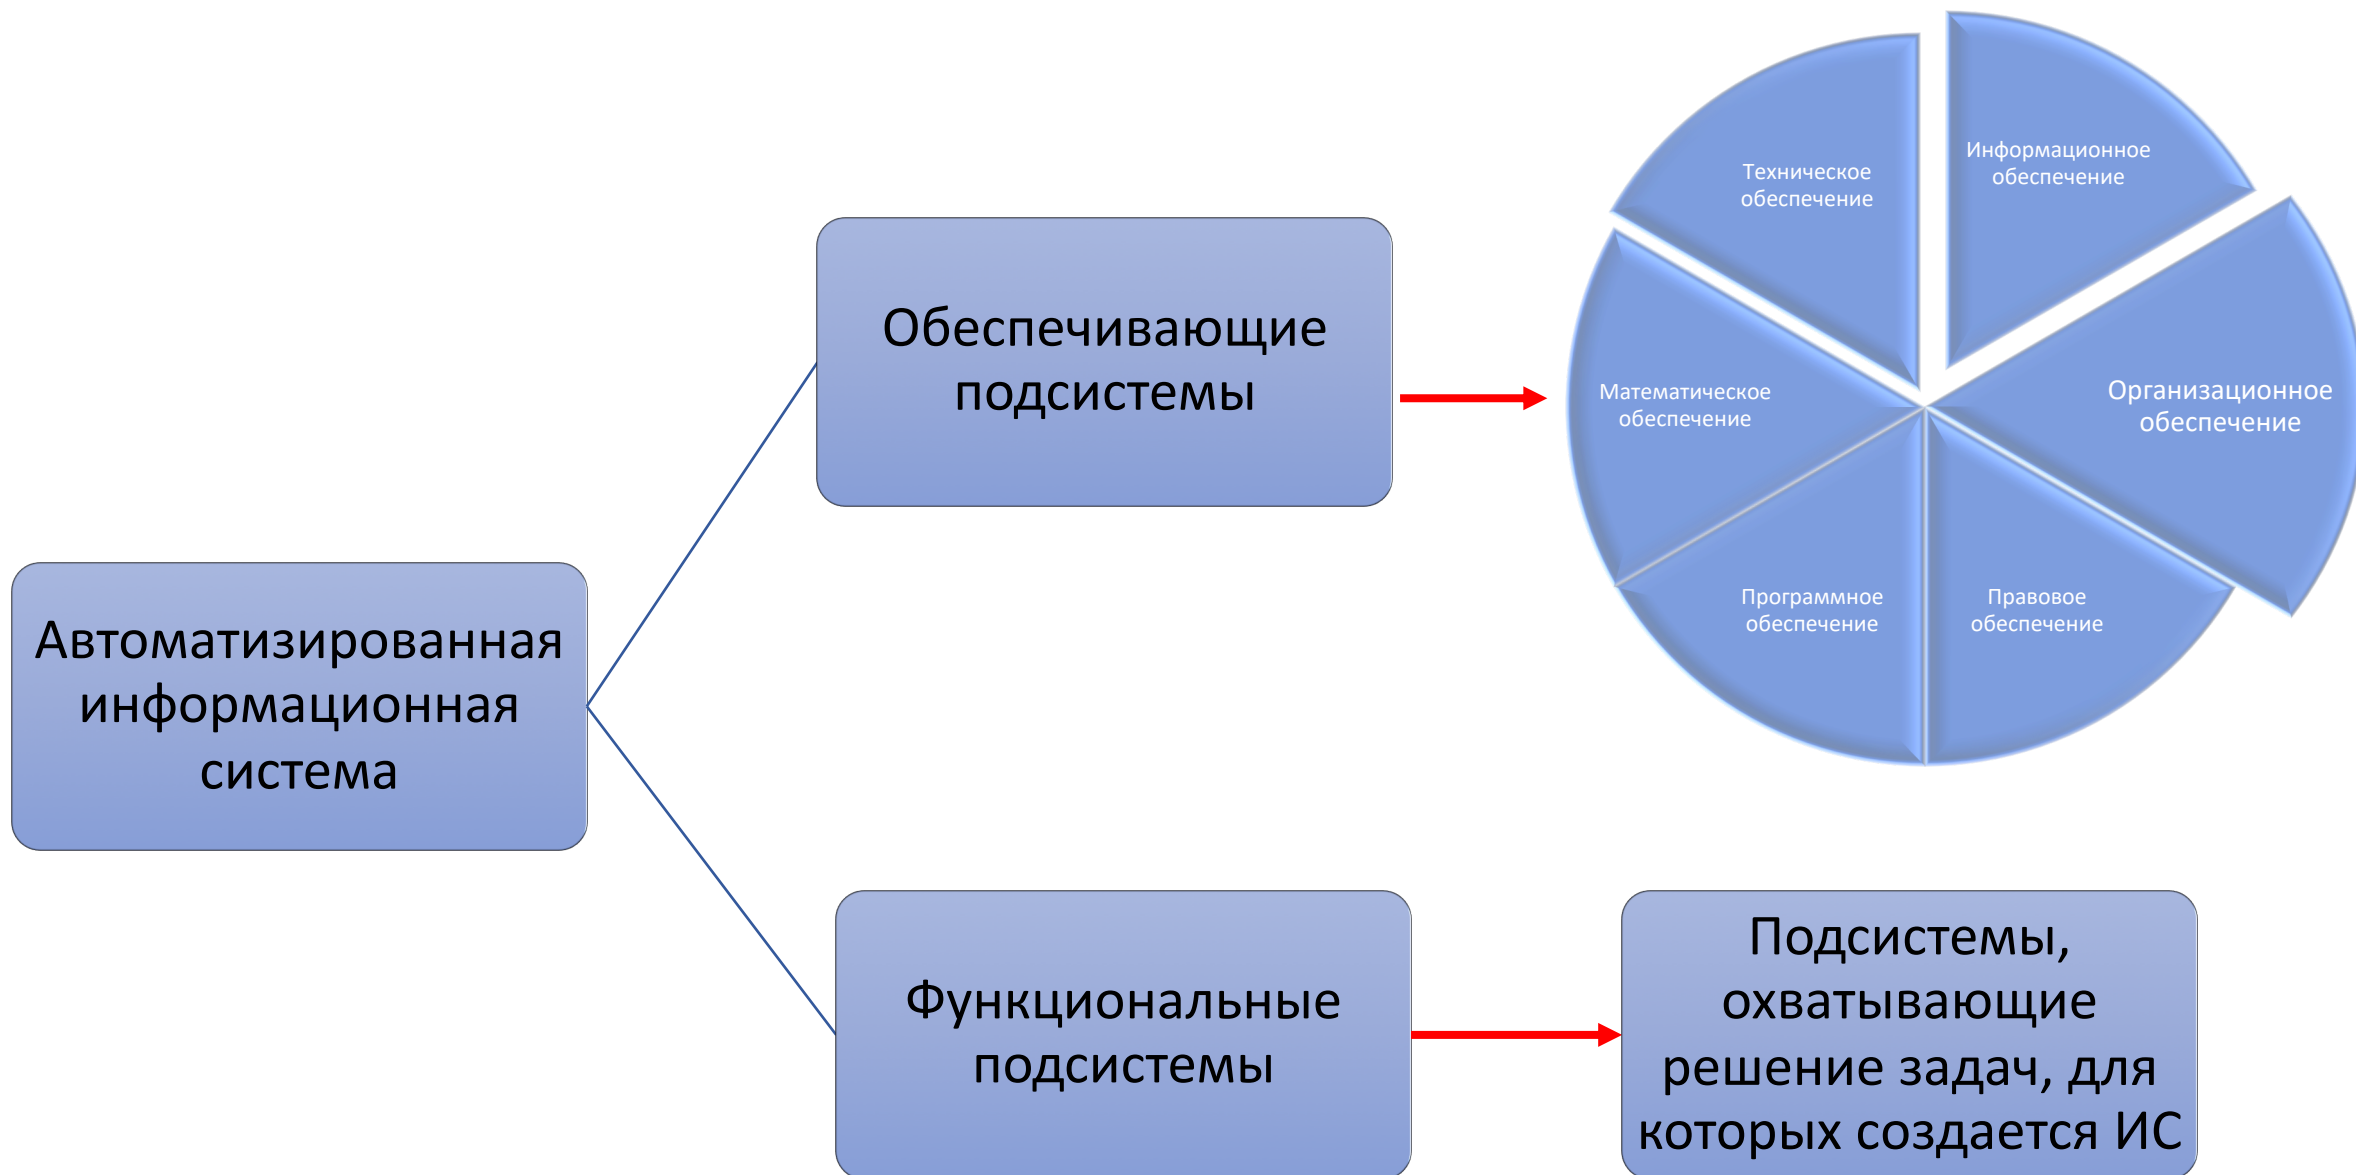 Автоматизированная
информационная
система
Обеспечивающие
подсистемы
Информационное
обеспечение
Организационное
обеспечение
Правовое
обеспечение
Программное
обеспечение
Математическое
обеспечение
Техническое
обеспечение
Функциональные
подсистемы
Подсистемы,
охватывающие
решение задач, для
которых создается ИС